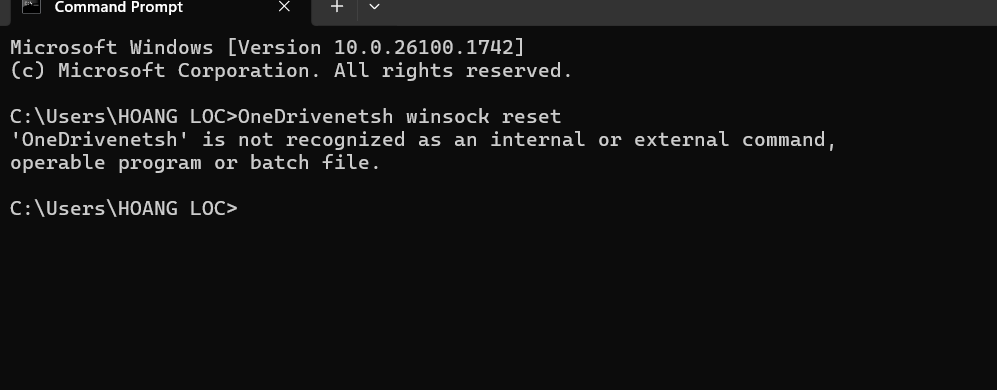 Command Prompt
Microsoft Windows [Version 10.0.26100.1742]
(c) Microsoft Corporation. All rights reserved.
C:\Users\HOANG LOC>OneDrivenetsh winsock reset
'OneDrivenetsh' is not recognized as an internal or external command,
operable program or batch file.
C:\Users\HOANG LOC>